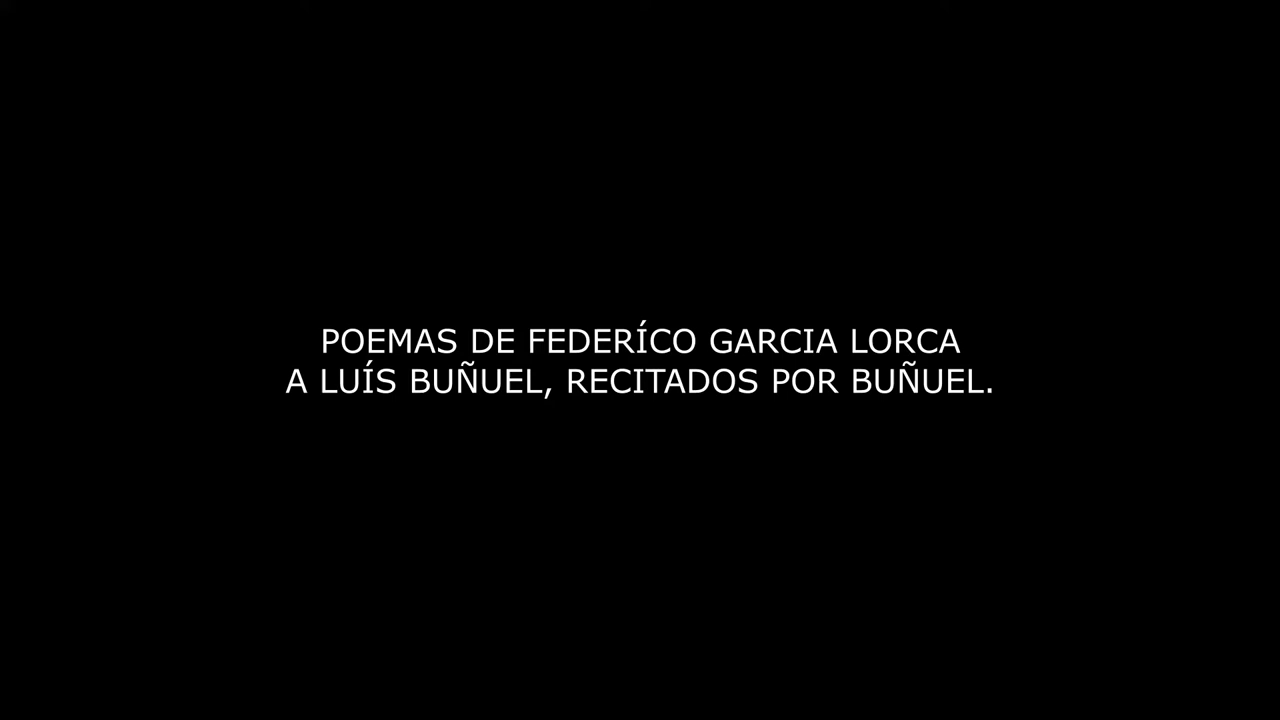 POEMAS DE FEDERÍCO GARCIA LORCA
A LUÍS BUÑUEL, RECITADOS POR BUÑUEL.